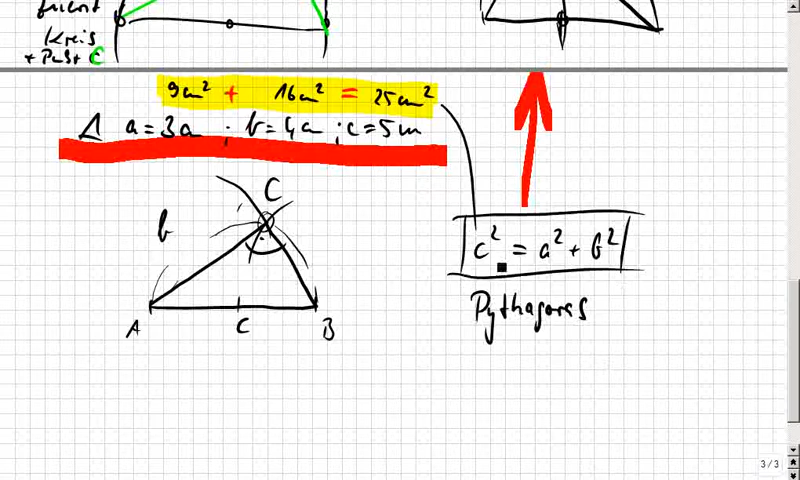 Kreis
9cm² + 16cm² = 25cm²
Δ a=3cm ; b=4cm ; c=5cm
C
b
c² = a² + b²
A C B
Pythagoras
3/3